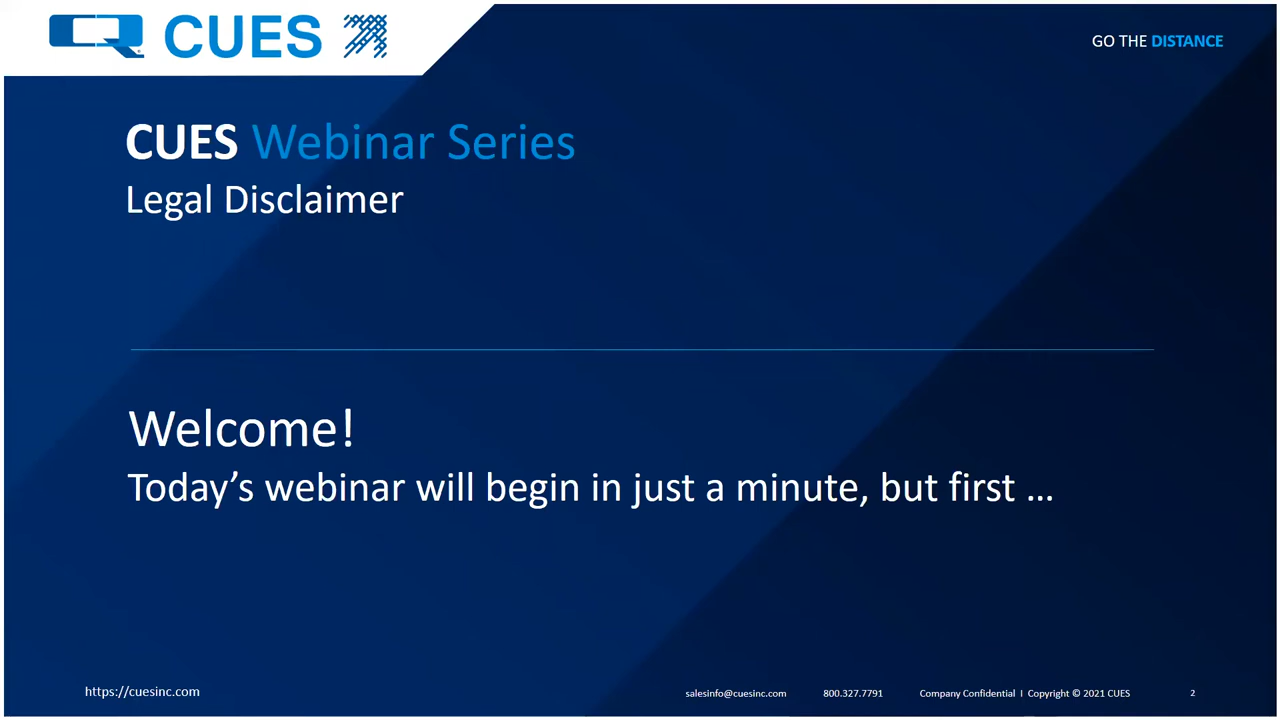 CUES
GO THE DISTANCE
CUES Webinar Series
Legal Disclaimer
Welcome!
Today’s webinar will begin in just a minute, but first …
https://cuesinc.com
salesinfo@cuesinc.com 800.327.7791 Company Confidential I Copyright © 2021 CUES 2